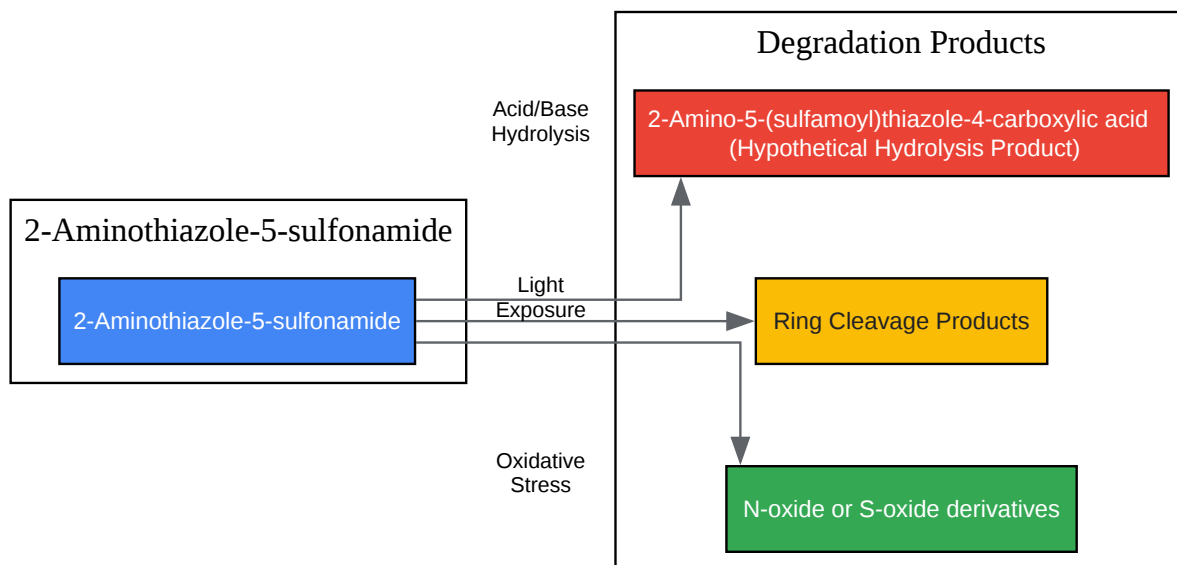 Degradation Products
Acid/Base
Hydrolysis
2-Amino-5-(sulfamoyl)thiazole-4-carboxylic acid
(Hypothetical Hydrolysis Product)
2-Aminothiazole-5-sulfonamide
2-Aminothiazole-5-sulfonamide
Light
Exposure
Ring Cleavage Products
Oxidative
Stress
N-oxide or S-oxide derivatives